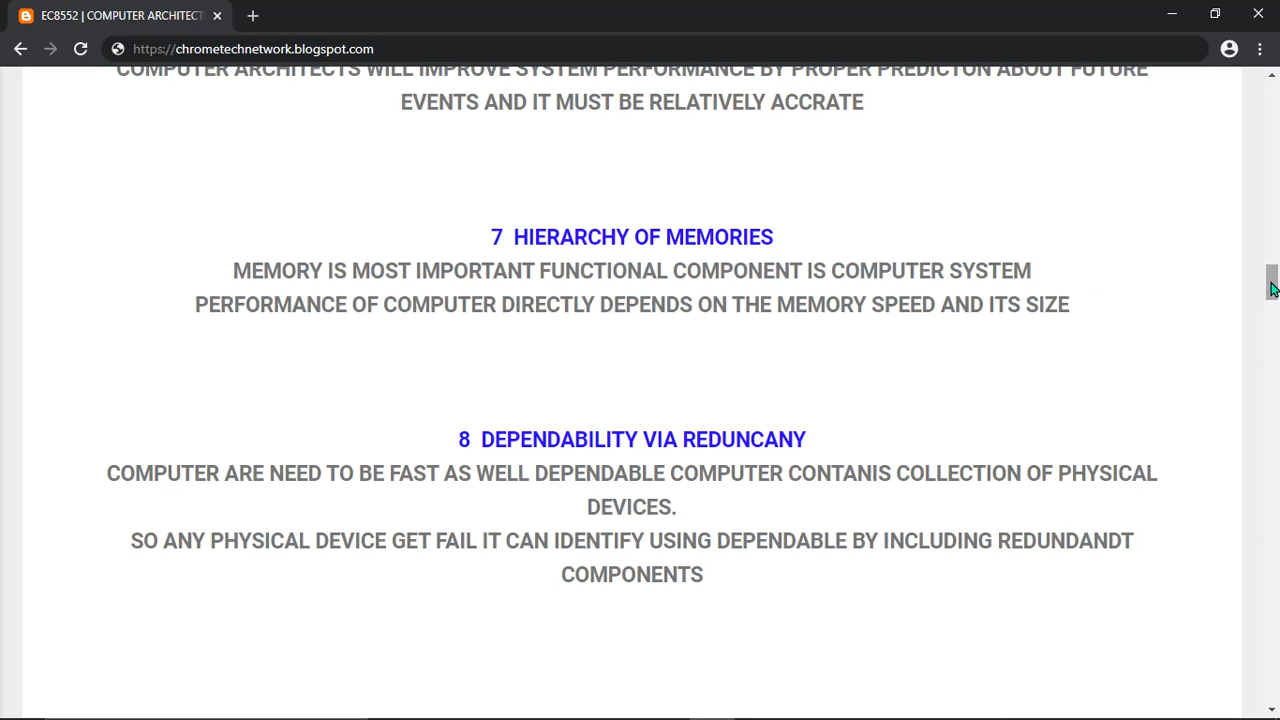 EC8552 | COMPUTER ARCHITECT
https://chrometechnetwork.blogspot.com
COMPUTER ARCHITECTS WILL IMPROVE SYSTEM PERFORMANCE BY PROPER PREDICTON ABOUT FUTURE
EVENTS AND IT MUST BE RELATIVELY ACCRATE
7 HIERARCHY OF MEMORIES
MEMORY IS MOST IMPORTANT FUNCTIONAL COMPONENT IS COMPUTER SYSTEM
PERFORMANCE OF COMPUTER DIRECTLY DEPENDS ON THE MEMORY SPEED AND ITS SIZE
8 DEPENDABILITY VIA REDUNCANY
COMPUTER ARE NEED TO BE FAST AS WELL DEPENDABLE COMPUTER CONTANIS COLLECTION OF PHYSICAL
DEVICES.
SO ANY PHYSICAL DEVICE GET FAIL IT CAN IDENTIFY USING DEPENDABLE BY INCLUDING REDUNDANDT
COMPONENTS